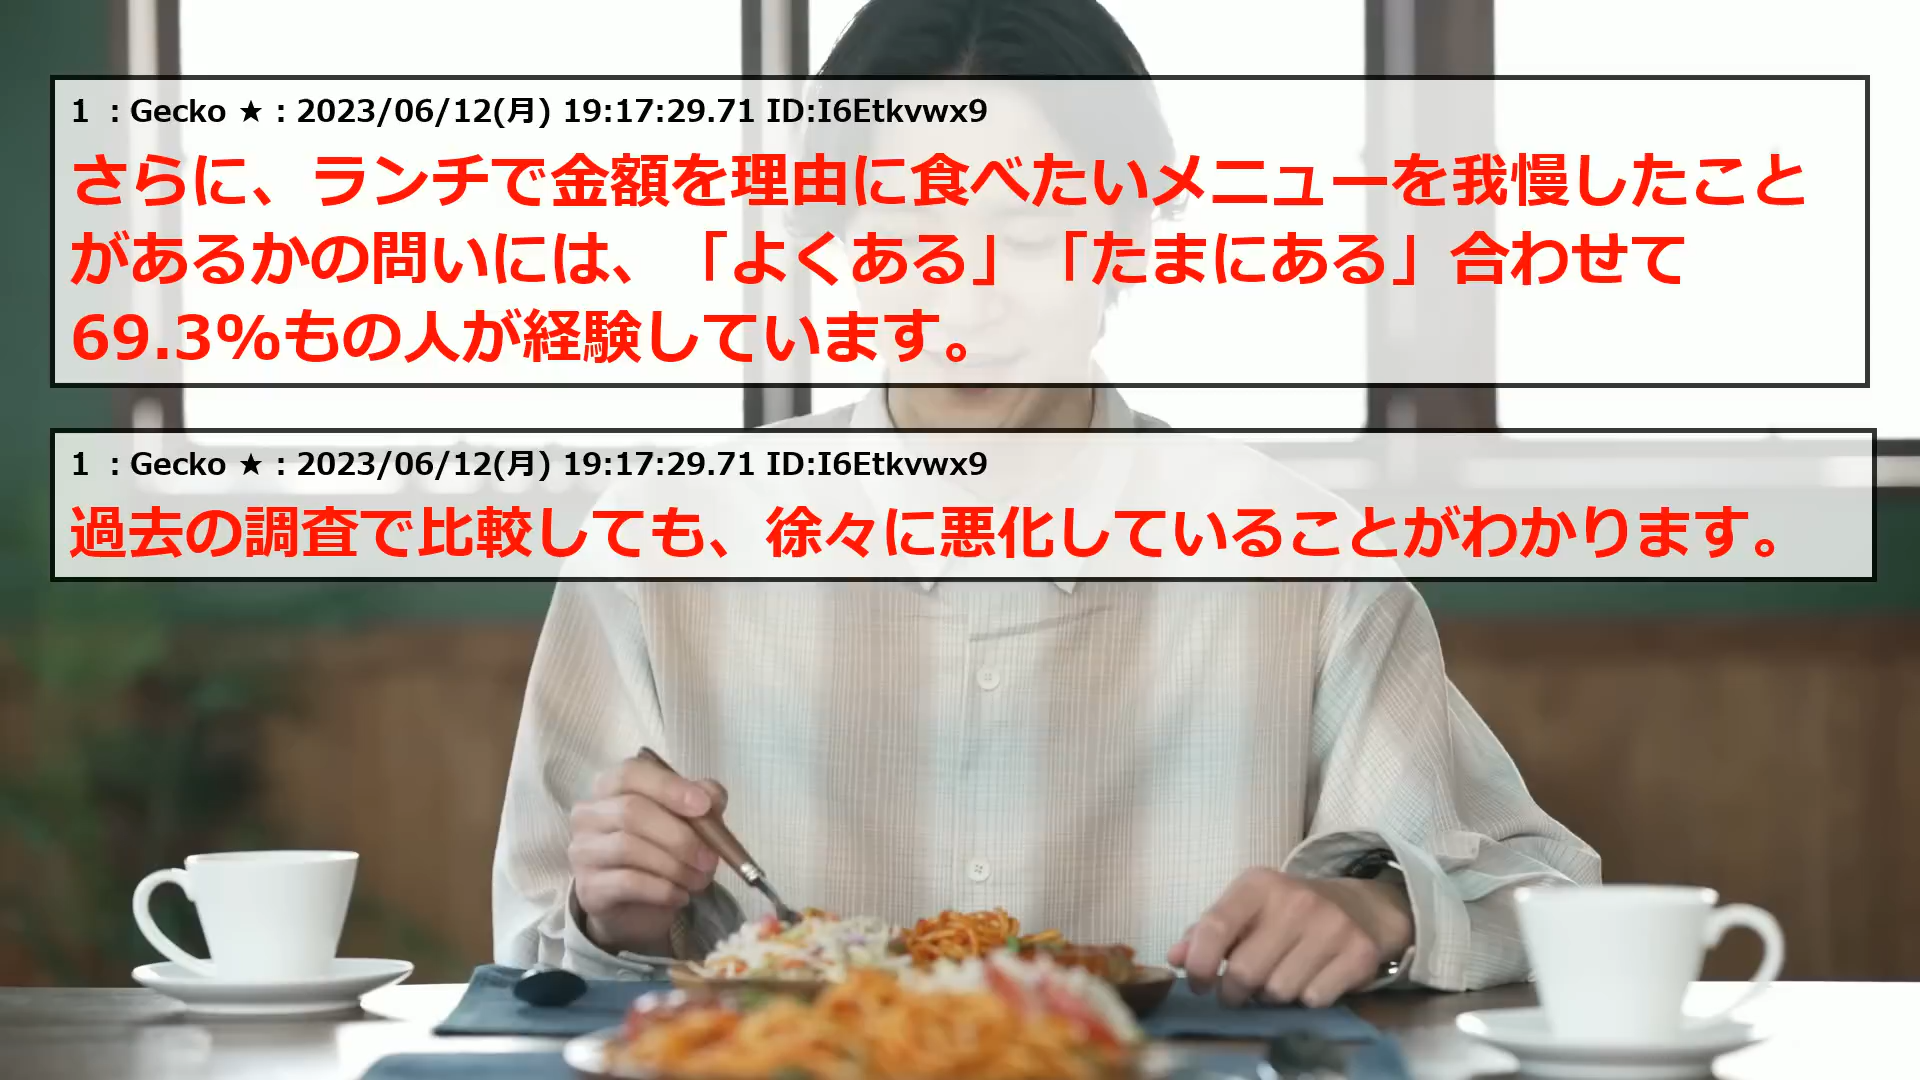 1 ：Gecko ★：2023/06/12(月) 19:17:29.71 ID:I6Etkvwx9
さらに、ランチで金額を理由に食べたいメニューを我慢したこと
があるかの問いには、「よくある」「たまにある」合わせて
69.3%もの人が経験しています。
1 ：Gecko ★：2023/06/12(月) 19:17:29.71 ID:I6Etkvwx9
過去の調査で比較しても、徐々に悪化していることがわかります。